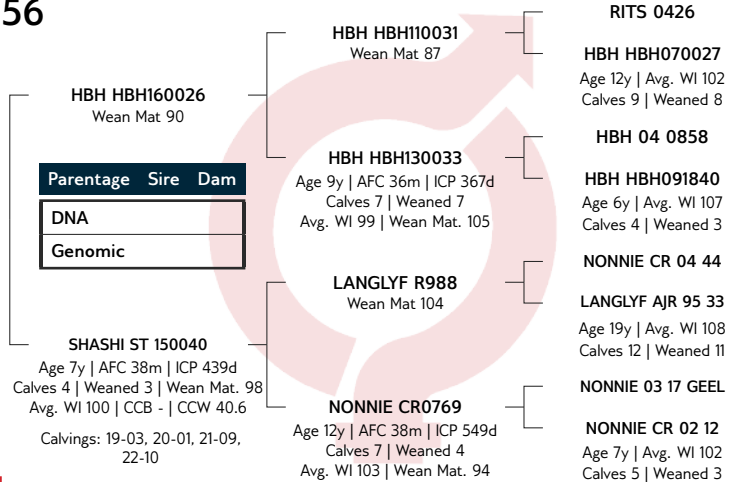 56
HBH HBH160026
Wean Mat 90
Parentage Sire Dam
DNA
Genomic
SHASHI ST 150040
Age 7y | AFC 38m | ICP 439d
Calves 4 | Weaned 3 | Wean Mat. 98
Avg. WI 100 | CCB - | CCW 40.6
Calvings: 19-03, 20-01, 21-09,
22-10
HBH HBH110031
Wean Mat 87
HBH HBH130033
Age 9y | AFC 36m | ICP 367d
Calves 7 | Weaned 7
Avg. WI 99 | Wean Mat. 105
LANGLYF R988
Wean Mat 104
NONNIE CR0769
Age 12y | AFC 38m | ICP 549d
Calves 7 | Weaned 4
Avg. WI 103 | Wean Mat. 94
RITS 0426
HBH HBH070027
Age 12y | Avg. WI 102
Calves 9 | Weaned 8
HBH 04 0858
HBH HBH091840
Age 6y | Avg. WI 107
Calves 4 | Weaned 3
NONNIE CR 04 44
LANGLYF AJR 95 33
Age 19y | Avg. WI 108
Calves 12 | Weaned 11
NONNIE 03 17 GEEL
NONNIE CR 02 12
Age 7y | Avg. WI 102
Calves 5 | Weaned 3